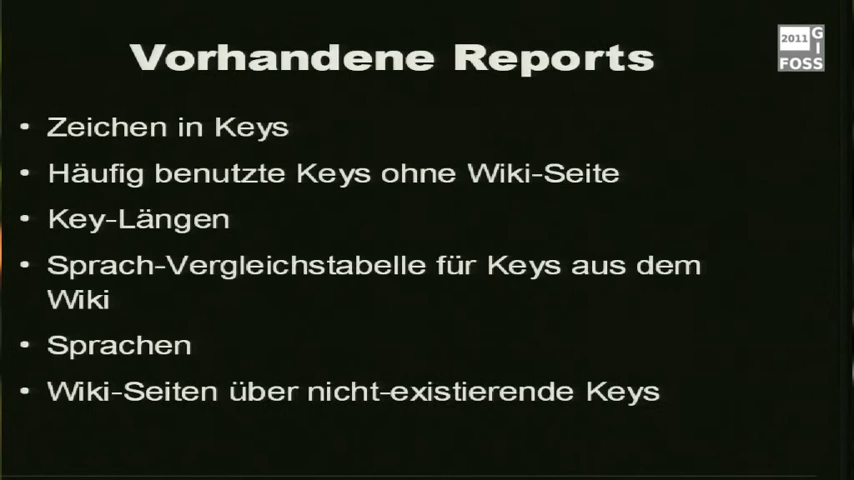 Vorhandene Reports
2011
G
I
FOSS
• Zeichen in Keys
• Häufig benutzte Keys ohne Wiki-Seite
• Key-Längen
• Sprach-Vergleichstabelle für Keys aus dem
Wiki
• Sprachen
• Wiki-Seiten über nicht-existierende Keys